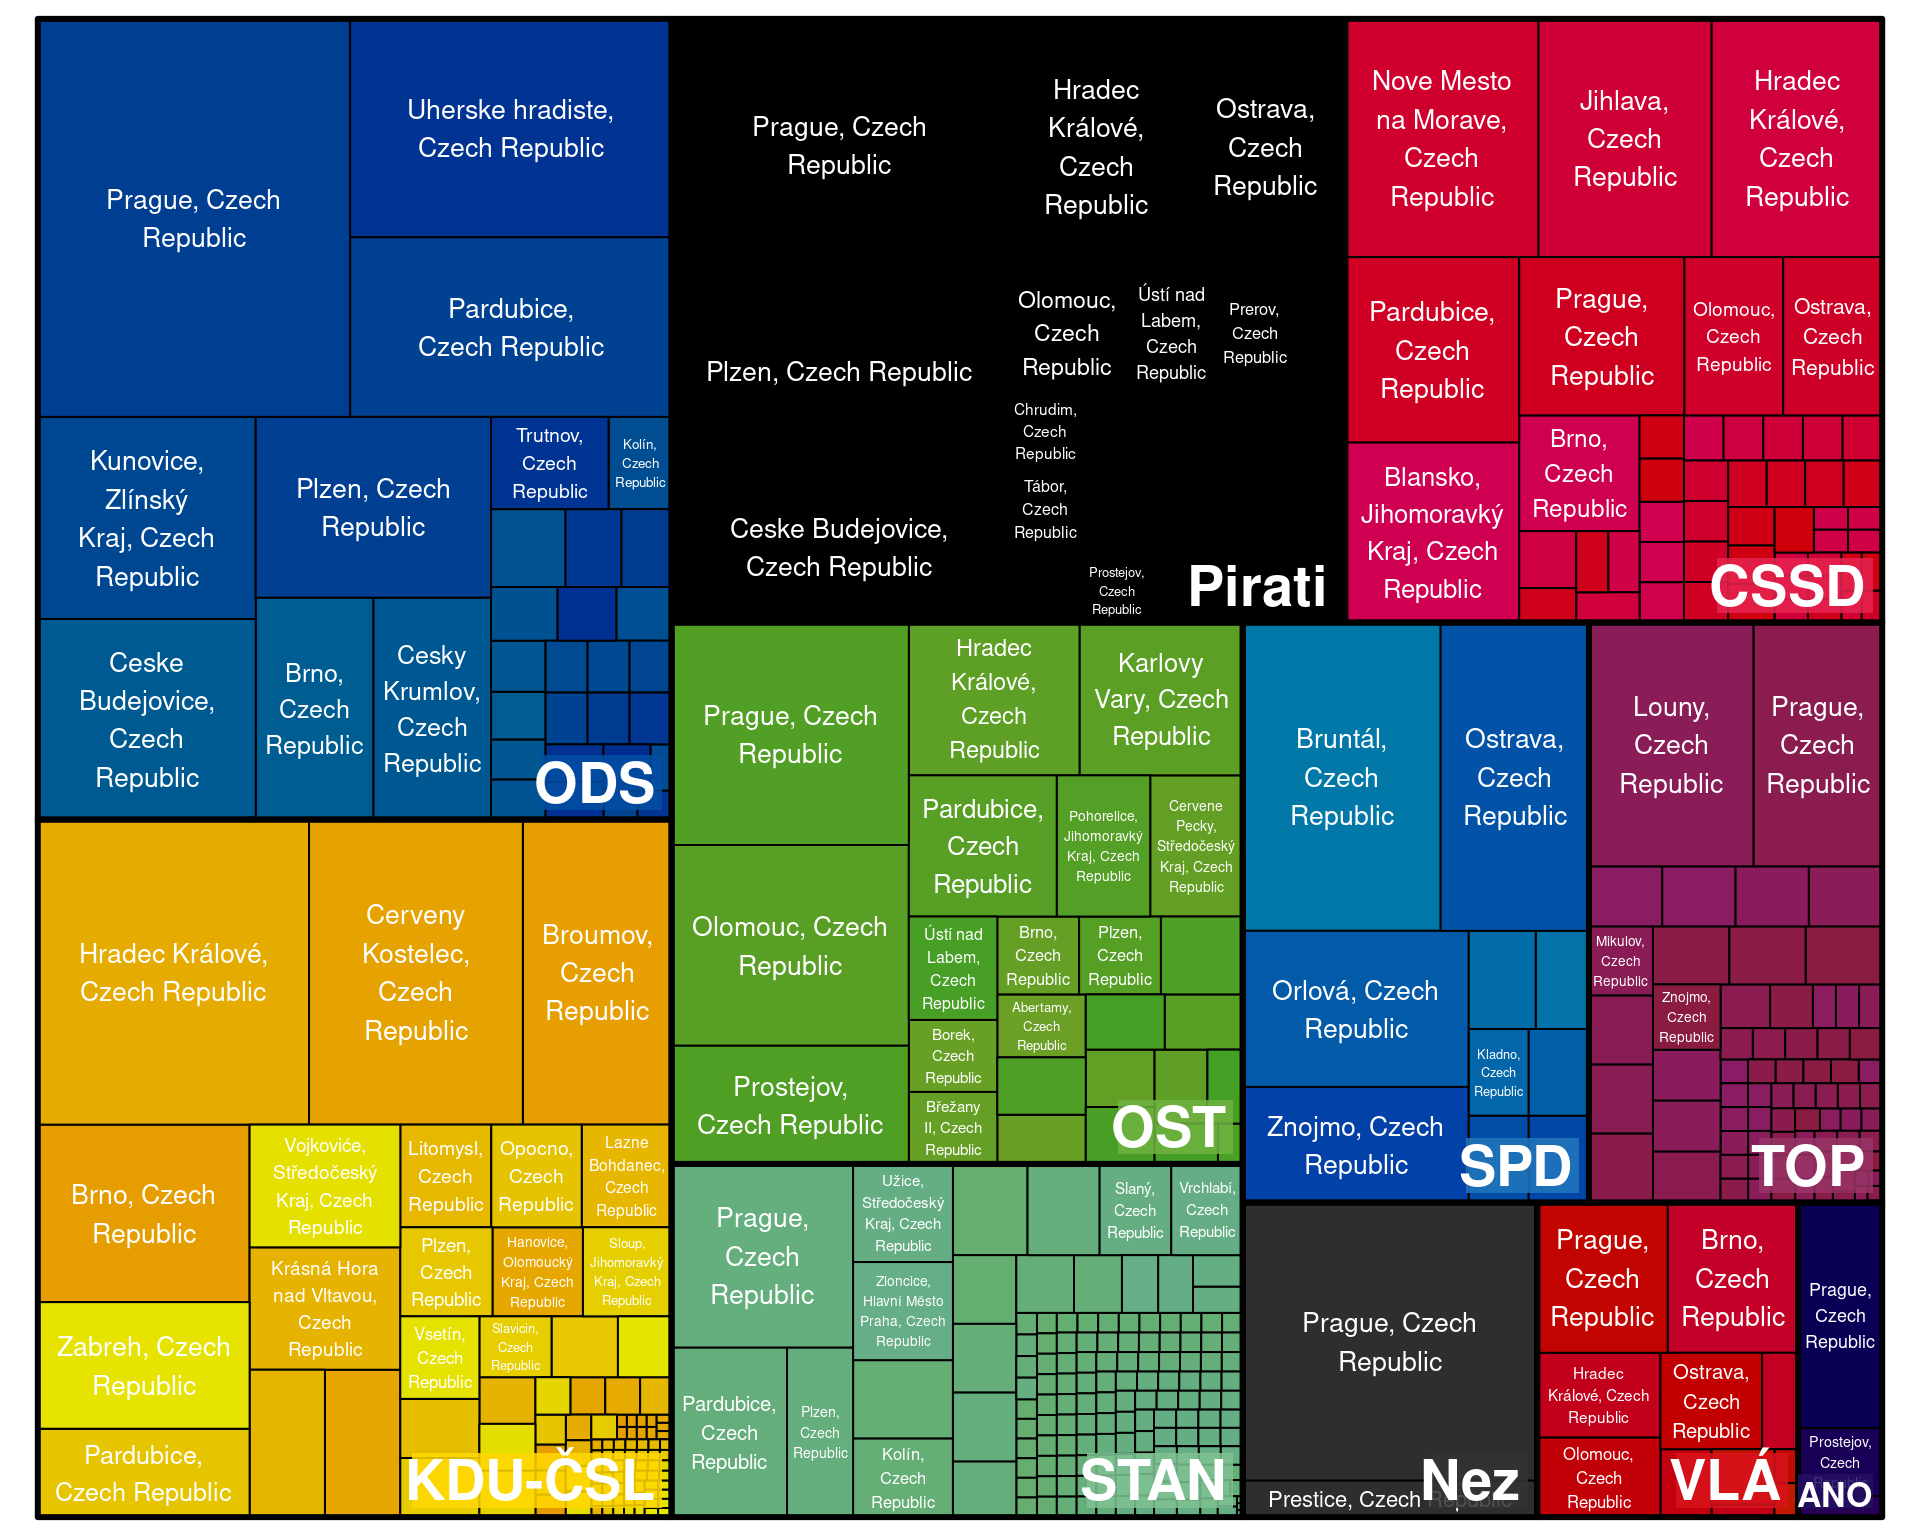 Prague, Czech
Republic
Uherske hradiste,
Czech Republic
Pardubice,
Czech Republic
Kunovice,
Zlínský
Kraj, Czech
Republic
Plzen, Czech
Republic
Trutnov,
Czech
Republic
Kolín,
Czech
Republic
Ceske
Budejovice,
Czech
Republic
Brno,
Czech
Republic
Cesky
Krumlov,
Czech
Republic
ODS
Prague, Czech
Republic
Hradec
Králové,
Czech
Republic
Ostrava,
Czech
Republic
Plzen, Czech Republic
Olomouc,
Czech
Republic
Ústí nad
Labem,
Czech
Republic
Prerov,
Czech
Republic
Chrudim,
Czech
Republic
Tábor,
Czech
Republic
Ceske Budejovice,
Czech Republic
Prostejov,
Czech
Republic
Pirati
Nove Mesto
na Morave,
Czech
Republic
Jihlava,
Czech
Republic
Hradec
Králové,
Czech
Republic
Pardubice,
Czech
Republic
Prague,
Czech
Republic
Olomouc,
Czech
Republic
Ostrava,
Czech
Republic
Blansko,
Jihomoravký
Kraj, Czech
Republic
Brno,
Czech
Republic
CSSD
Hradec Králové,
Czech Republic
Cerveny
Kostelec,
Czech
Republic
Broumov,
Czech
Republic
Brno, Czech
Republic
Vojkoviće,
Středočeský
Kraj, Czech
Republic
Litomysl,
Czech
Republic
Opocno,
Czech
Republic
Lazne
Bohdanec,
Czech
Republic
Krásná Hora
nad Vltavou,
Czech
Republic
Plzen,
Czech
Republic
Hanovice,
Olomoucký
Kraj, Czech
Republic
Sloup,
Jihomoravký
Kraj, Czech
Republic
Zabreh, Czech
Republic
Vsetín,
Czech
Republic
Slavicin,
Czech
Republic
Pardubice,
Czech Republic
KDU-ČSL
Prague, Czech
Republic
Hradec
Králové,
Czech
Republic
Karlovy
Vary, Czech
Republic
Pardubice,
Czech
Republic
Pohorelice,
Jihomoravký
Kraj, Czech
Republic
Cervene
Pecky,
Středočeský
Kraj, Czech
Republic
Olomouc, Czech
Republic
Ústí nad
Labem,
Czech
Republic
Brno,
Czech
Republic
Plzen,
Czech
Republic
Abertamy,
Czech
Republic
Borek,
Czech
Republic
Prostejov,
Czech Republic
Břežany
II, Czech
Republic
OST
Bruntál,
Czech
Republic
Ostrava,
Czech
Republic
Orlová, Czech
Republic
Kladno,
Czech
Republic
Znojmo, Czech
Republic
SPD
Louny,
Czech
Republic
Prague,
Czech
Republic
Mikulov,
Czech
Republic
Znojmo,
Czech
Republic
TOP
Prague,
Czech
Republic
Užice,
Středočeský
Kraj, Czech
Republic
Slaný,
Czech
Republic
Vrchlabí,
Czech
Republic
Zloncice,
Hlavní Město
Praha, Czech
Republic
Pardubice,
Czech
Republic
Plzen,
Czech
Republic
Kolín,
Czech
Republic
STAN
Prague, Czech
Republic
Prestice, Czech Republic
Nez
Prague,
Czech
Republic
Brno,
Czech
Republic
Hradec
Králové, Czech
Republic
Ostrava,
Czech
Republic
Olomouc,
Czech
Republic
VLÁ
Prague,
Czech
Republic
Prostejov,
Czech
Republic
ANO